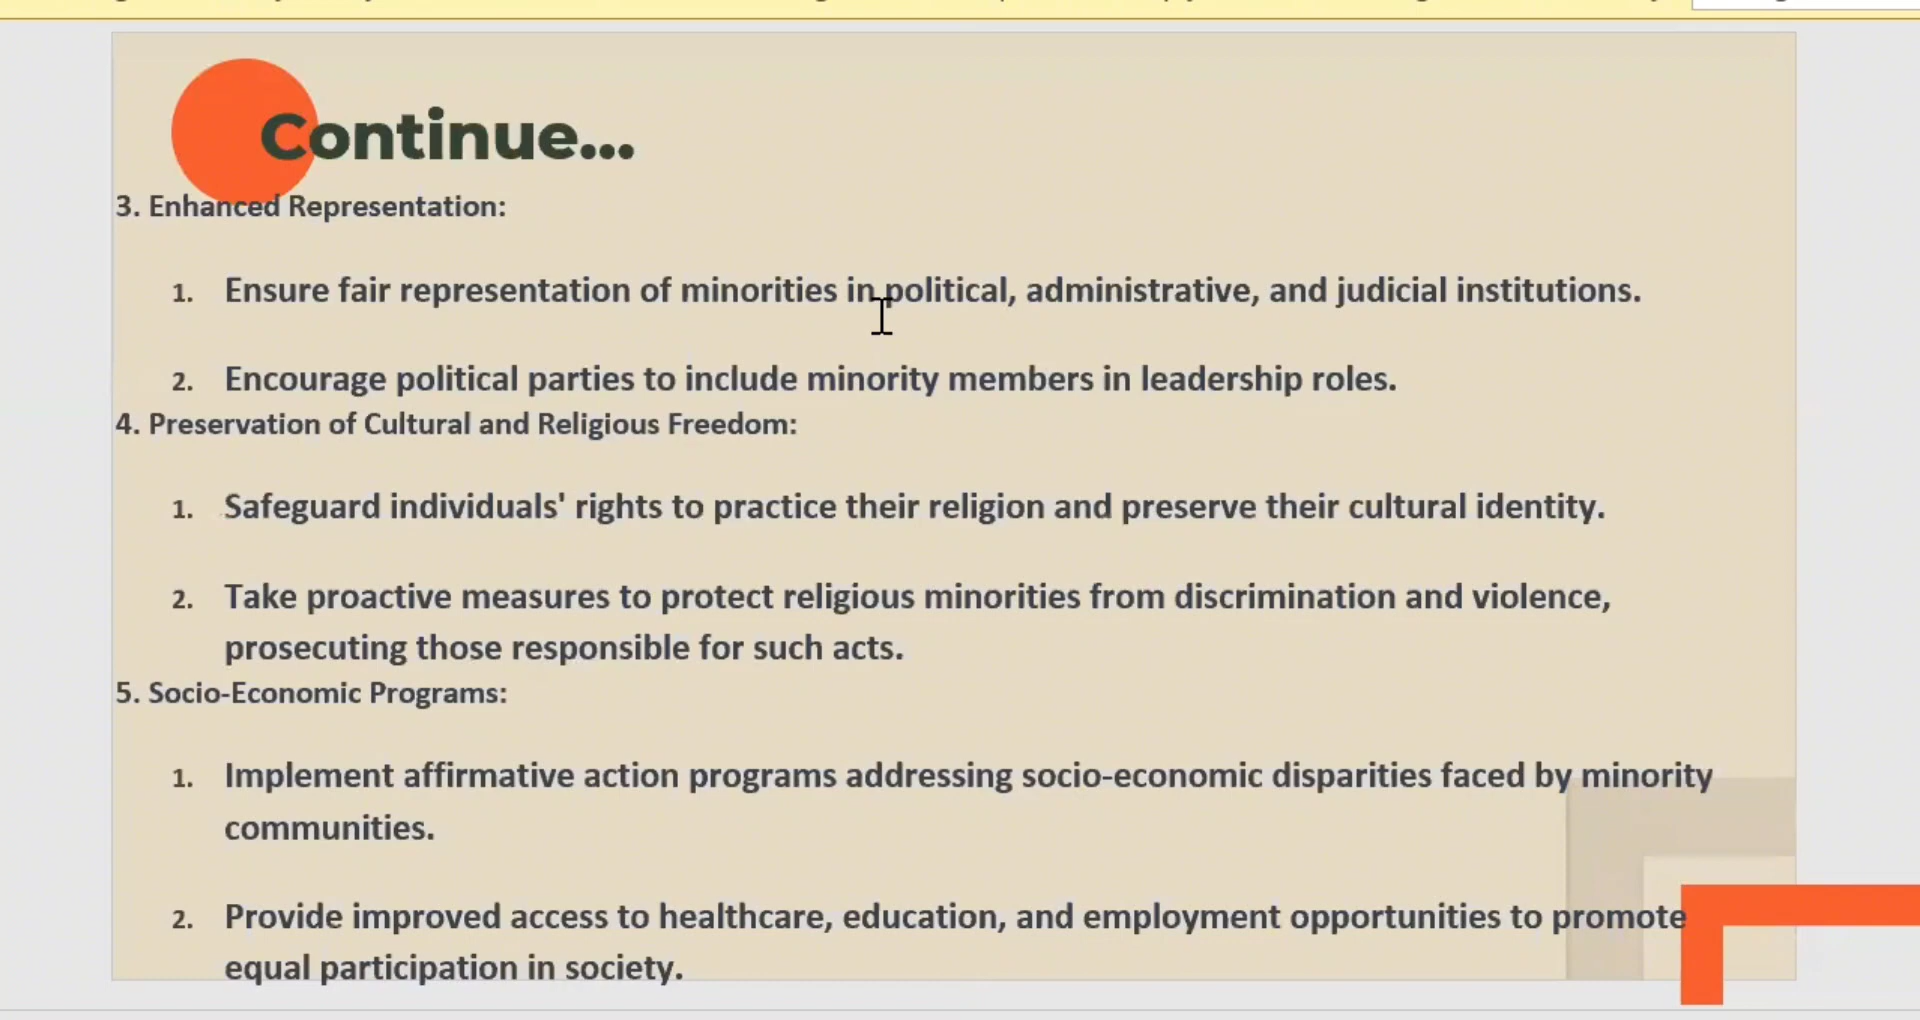 Continue...
3. Enhanced Representation:
1. Ensure fair representation of minorities in political, administrative, and judicial institutions.
2. Encourage political parties to include minority members in leadership roles.
4. Preservation of Cultural and Religious Freedom:
1. Safeguard individuals' rights to practice their religion and preserve their cultural identity.
2. Take proactive measures to protect religious minorities from discrimination and violence,
prosecuting those responsible for such acts.
5. Socio-Economic Programs:
1. Implement affirmative action programs addressing socio-economic disparities faced by minority
communities.
2. Provide improved access to healthcare, education, and employment opportunities to promote
equal participation in society.